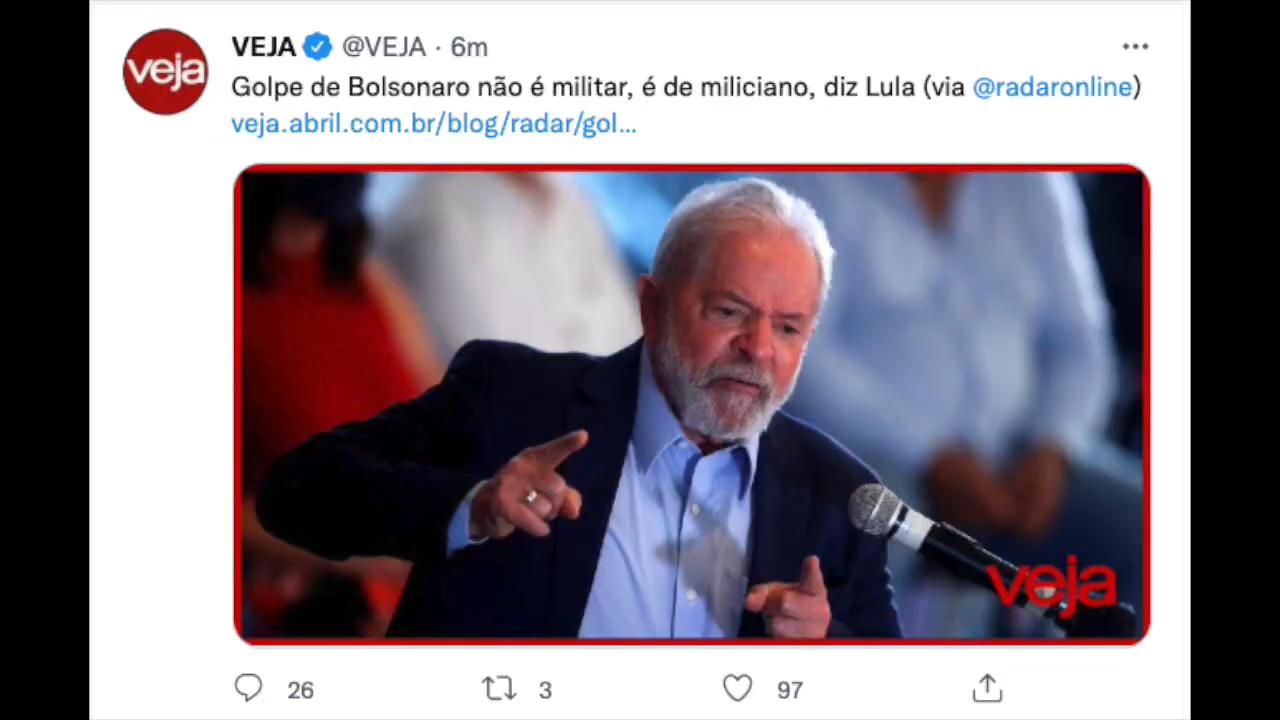 veja
VEJA @VEJA · 6m
Golpe de Bolsonaro não é militar, é de miliciano, diz Lula (via @radaronline)
veja.abril.com.br/blog/radar/gol...
veja
26 3 97